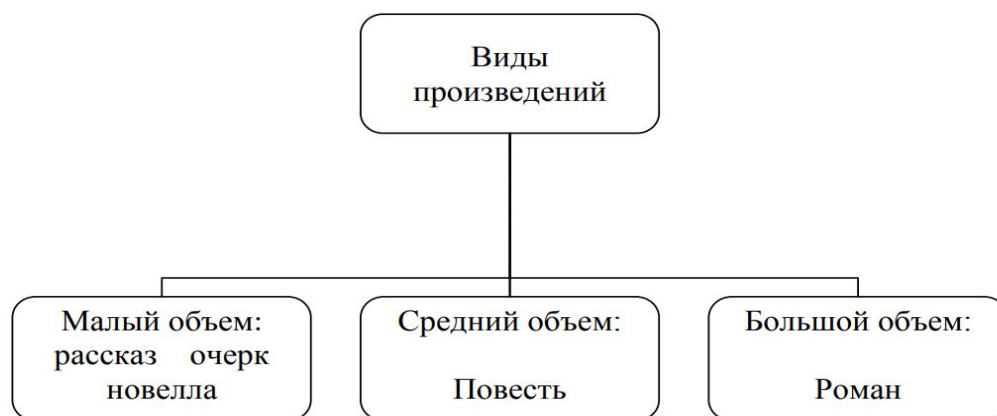 Виды
произведений
Малый объем:
рассказ очерк
новелла
Средний объем:
Повесть
Большой объем:
Роман